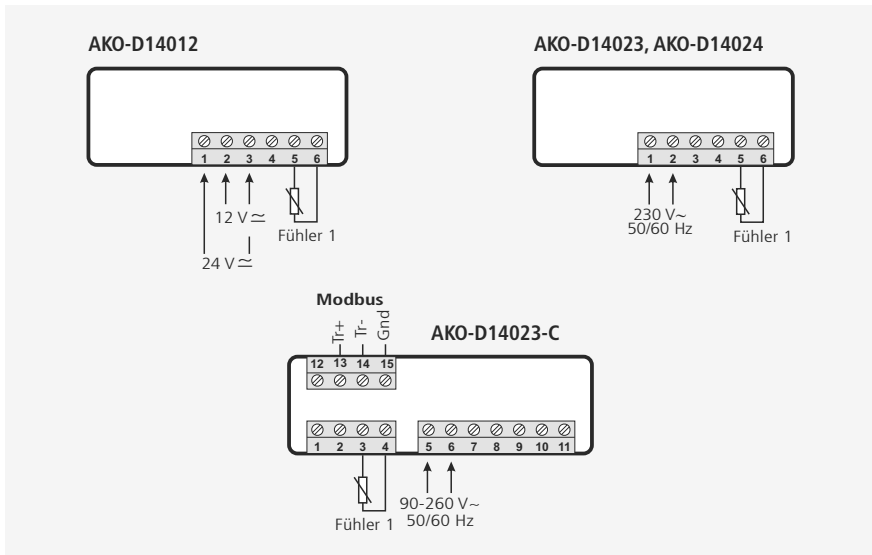 AKO-D14012
1 2 3 4 5 6
12 V ≂
Fühler 1
24 V ≂
AKO-D14023, AKO-D14024
1 2 3 4 5 6
230 V~
50/60 Hz
Fühler 1
Modbus
Tr+
Tr-
Gnd
AKO-D14023-C
12 13 14 15
1 2 3 4 5 6 7 8 9 10 11
Fühler 1
90-260 V~
50/60 Hz